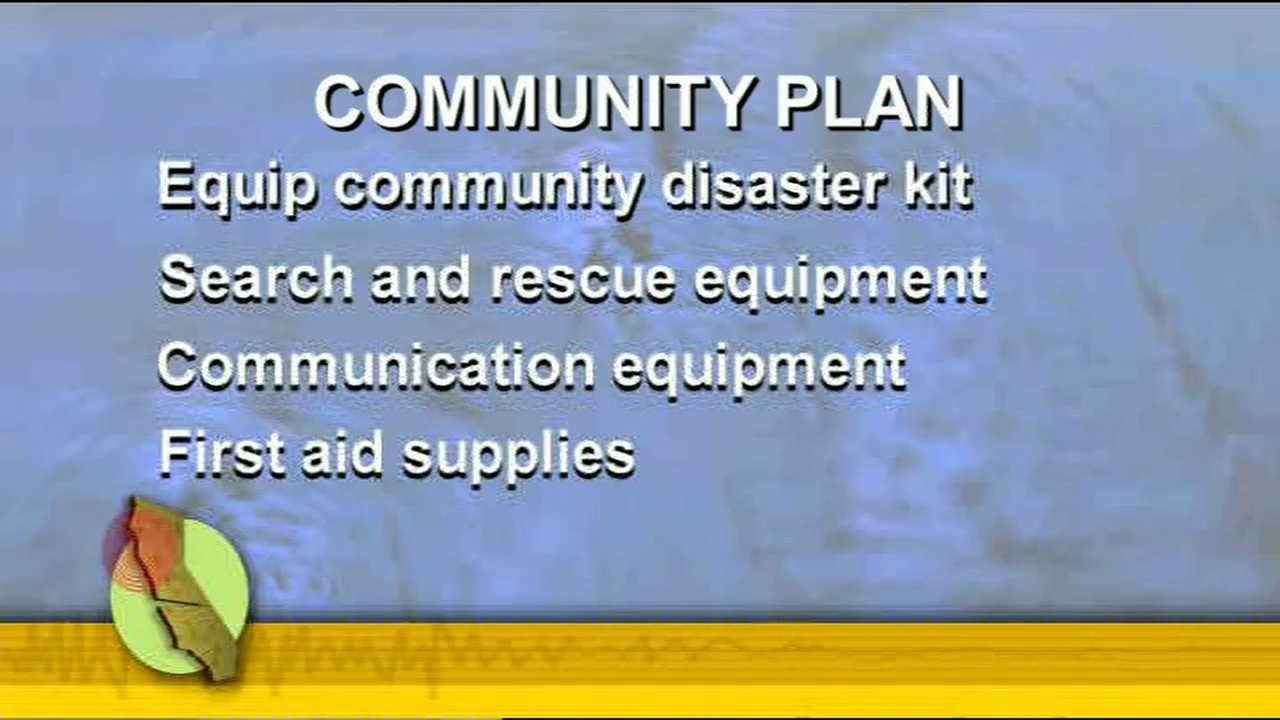 COMMUNITY PLAN
Equip community disaster kit
Search and rescue equipment
Communication equipment
First aid supplies